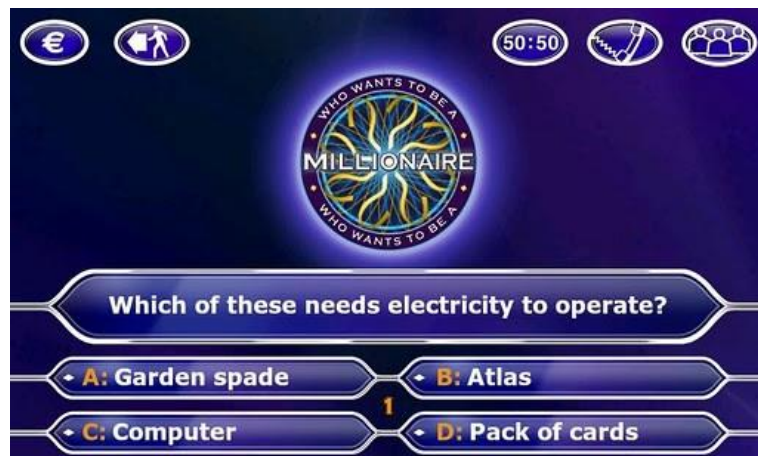 €
50:50
WHO WANTS TO BE A
MILLIONAIRE
WHO WANTS TO BE A
Which of these needs electricity to operate?
A: Garden spade
B: Atlas
1
C: Computer
D: Pack of cards